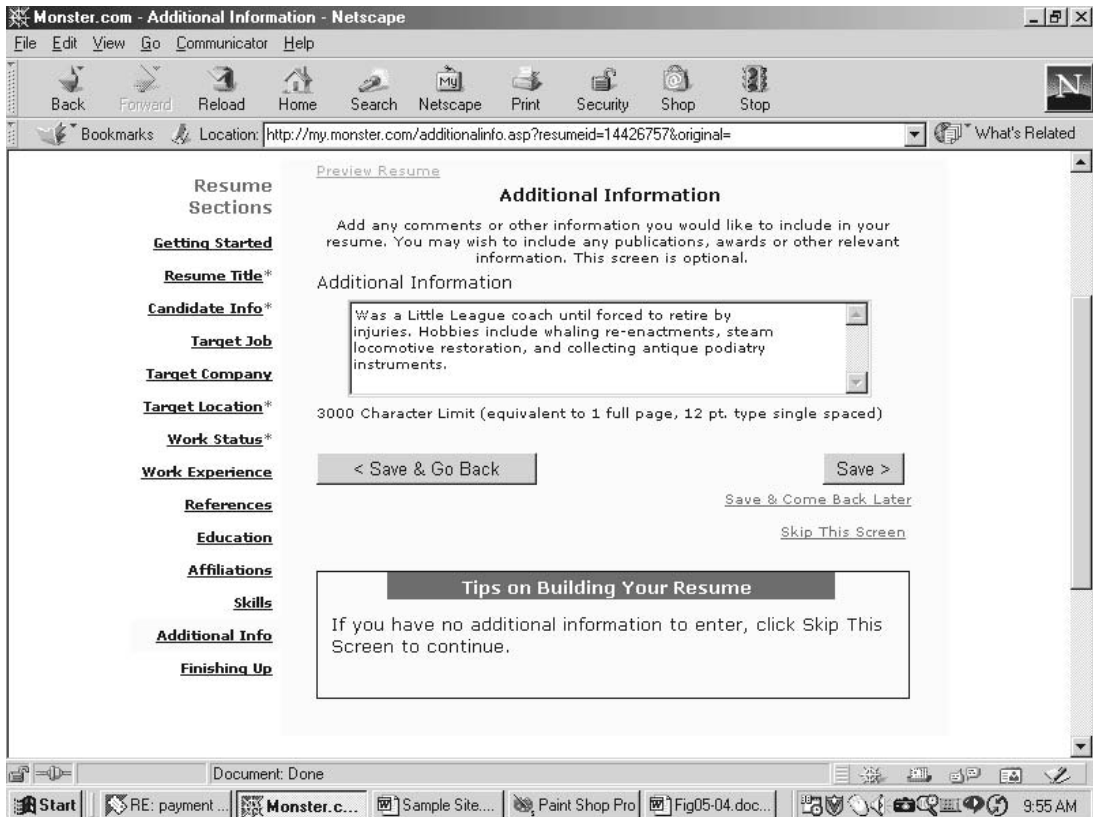 Monster.com - Additional Information - Netscape
File Edit View Go Communicator Help
Back Forward Reload Home Search Netscape Print Security Shop Stop
My
N
Bookmarks Location: http://my.monster.com/additionalinfo.asp?resumeid=14426757&original= What's Related
Resume
Sections
Getting Started
Resume Title*
Candidate Info*
Target Job
Target Company
Target Location*
Work Status*
Work Experience
References
Education
Affiliations
Skills
Additional Info
Finishing Up
Preview Resume
Additional Information
Add any comments or other information you would like to include in your
resume. You may wish to include any publications, awards or other relevant
information. This screen is optional.
Additional Information
Was a Little League coach until forced to retire by
injuries. Hobbies include whaling re-enactments, steam
locomotive restoration, and collecting antique podiatry
instruments.
3000 Character Limit (equivalent to 1 full page, 12 pt. type single spaced)
< Save & Go Back Save >
Save & Come Back Later
Skip This Screen
Tips on Building Your Resume
If you have no additional information to enter, click Skip This
Screen to continue.
Document: Done
Start RE: payment ... Monster.c... Sample Site.... Paint Shop Pro Fig05-04.doc... 9:55 AM